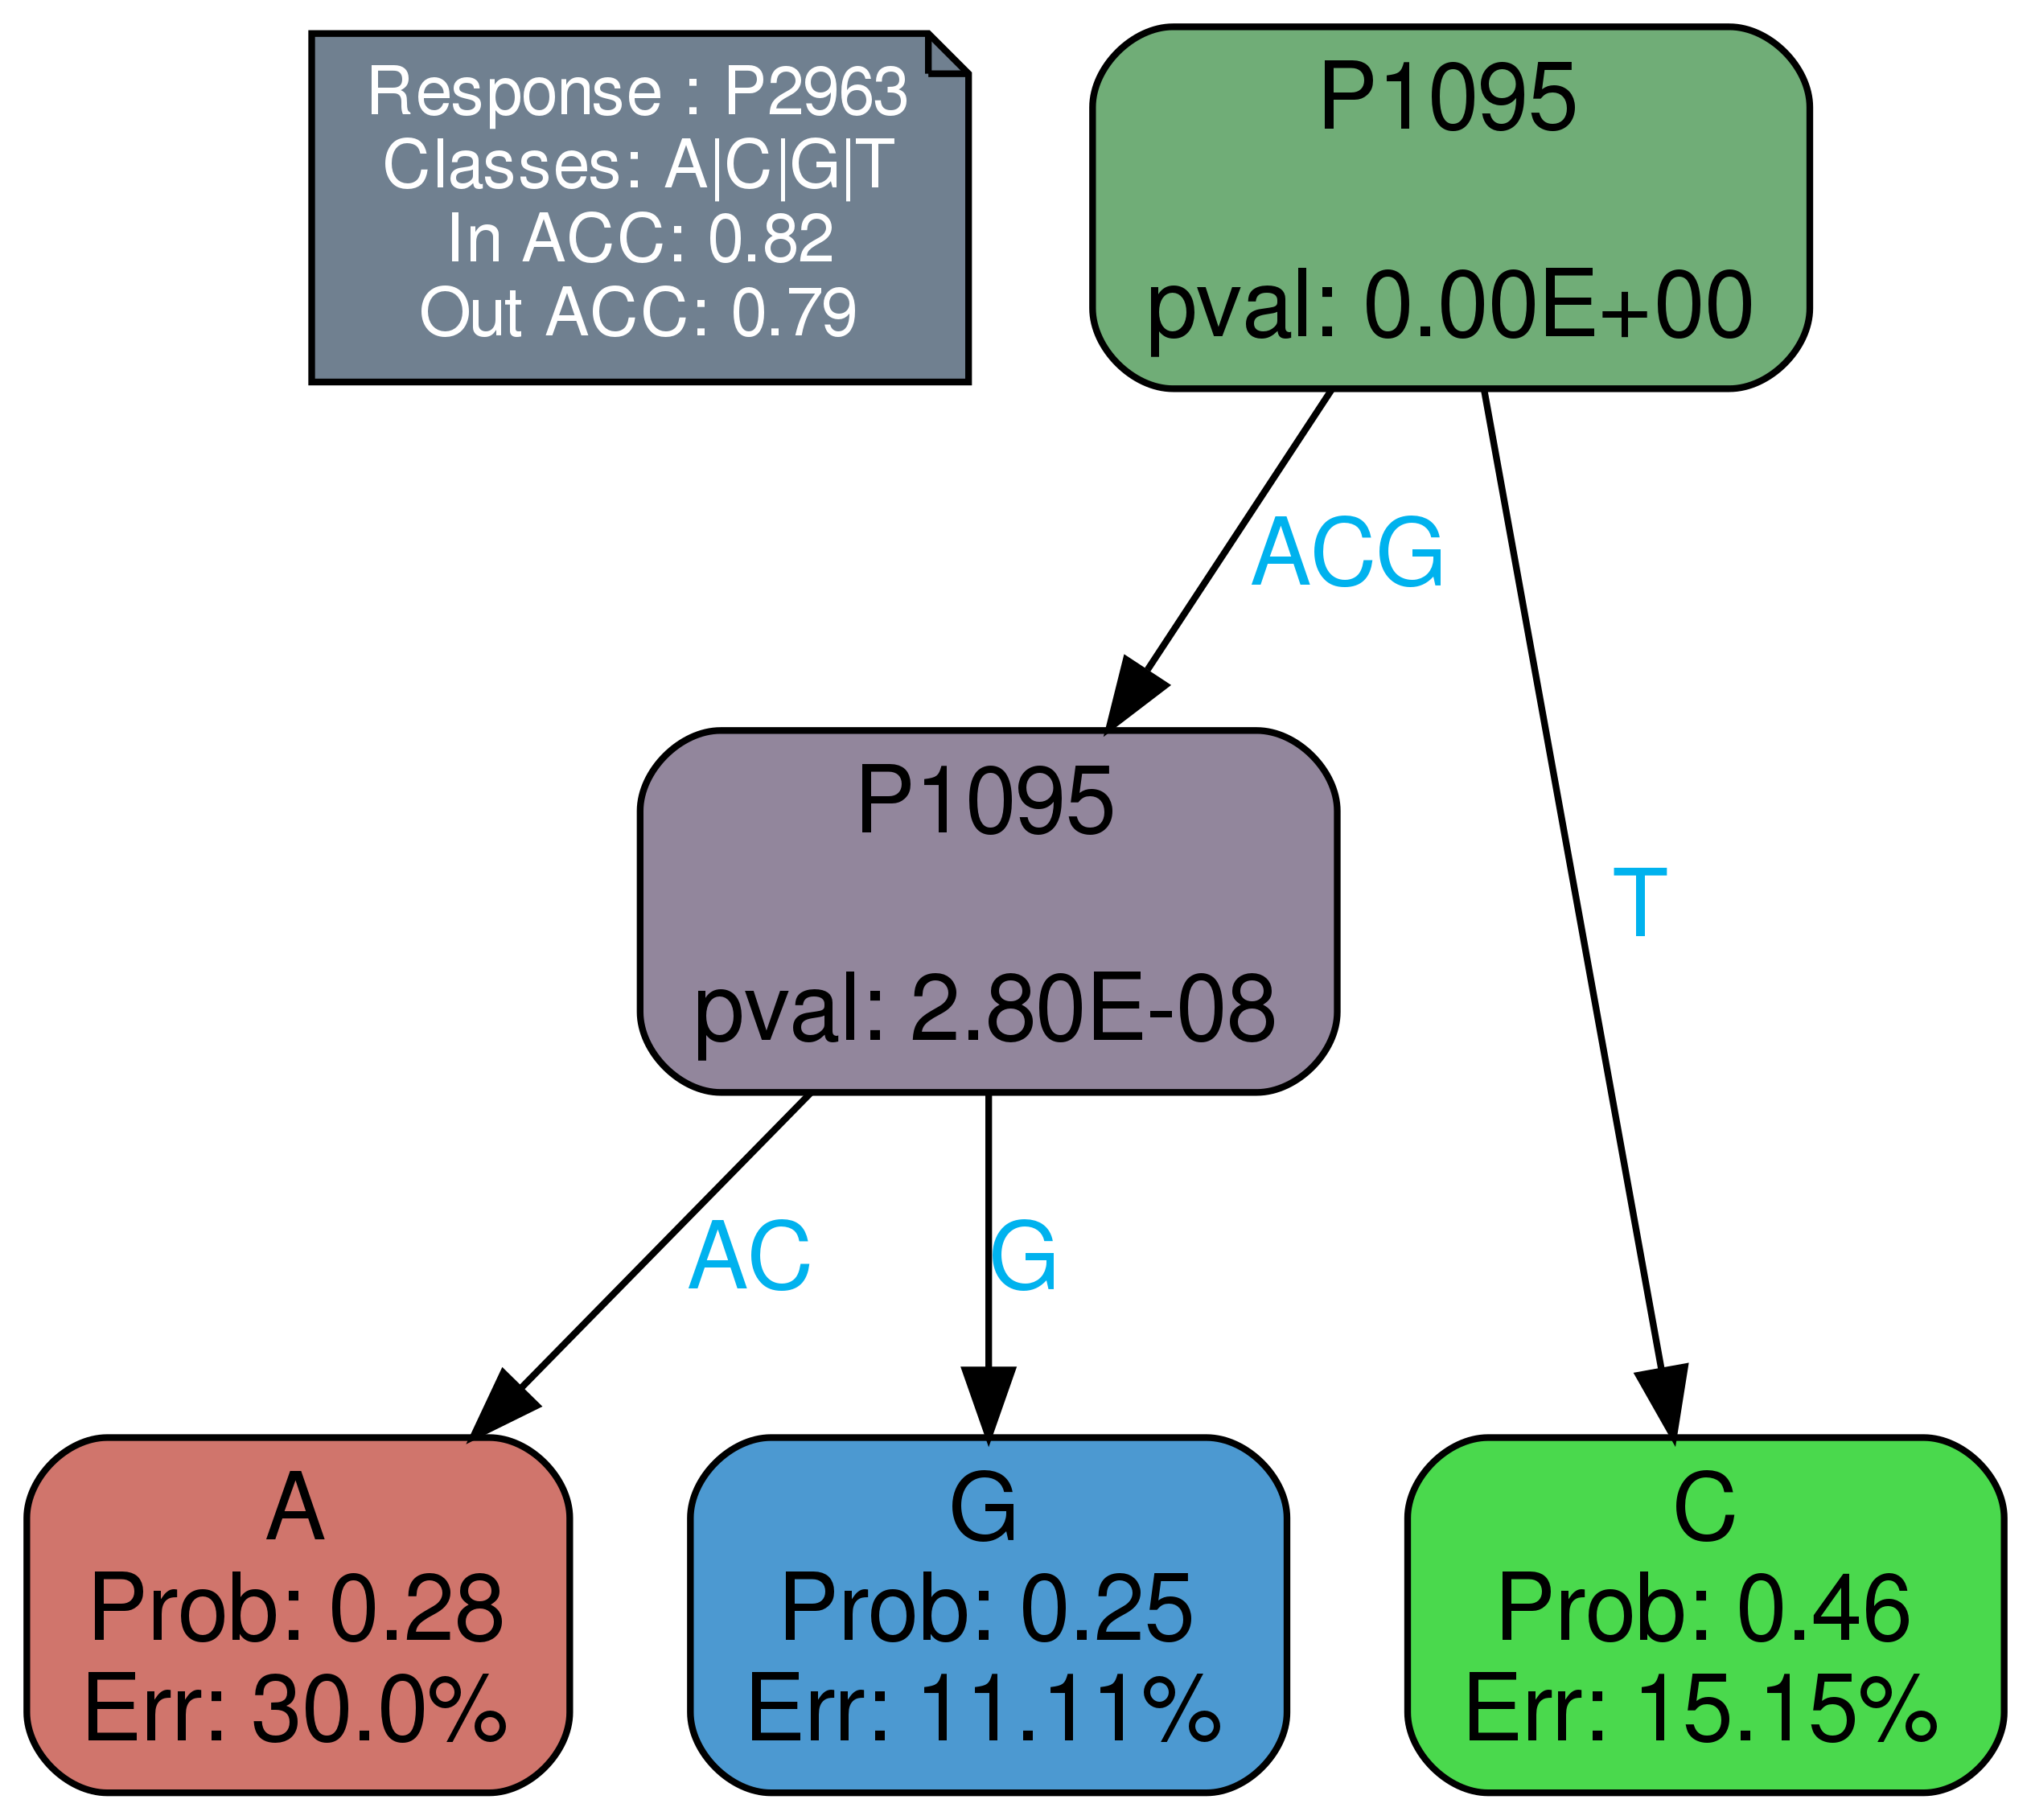 Response : P2963
Classes: A|C|G|T
In ACC: 0.82
Out ACC: 0.79
P1095
pval: 0.00E+00
ACG
T
P1095
pval: 2.80E-08
AC
G
A
Prob: 0.28
Err: 30.0%
G
Prob: 0.25
Err: 11.11%
C
Prob: 0.46
Err: 15.15%